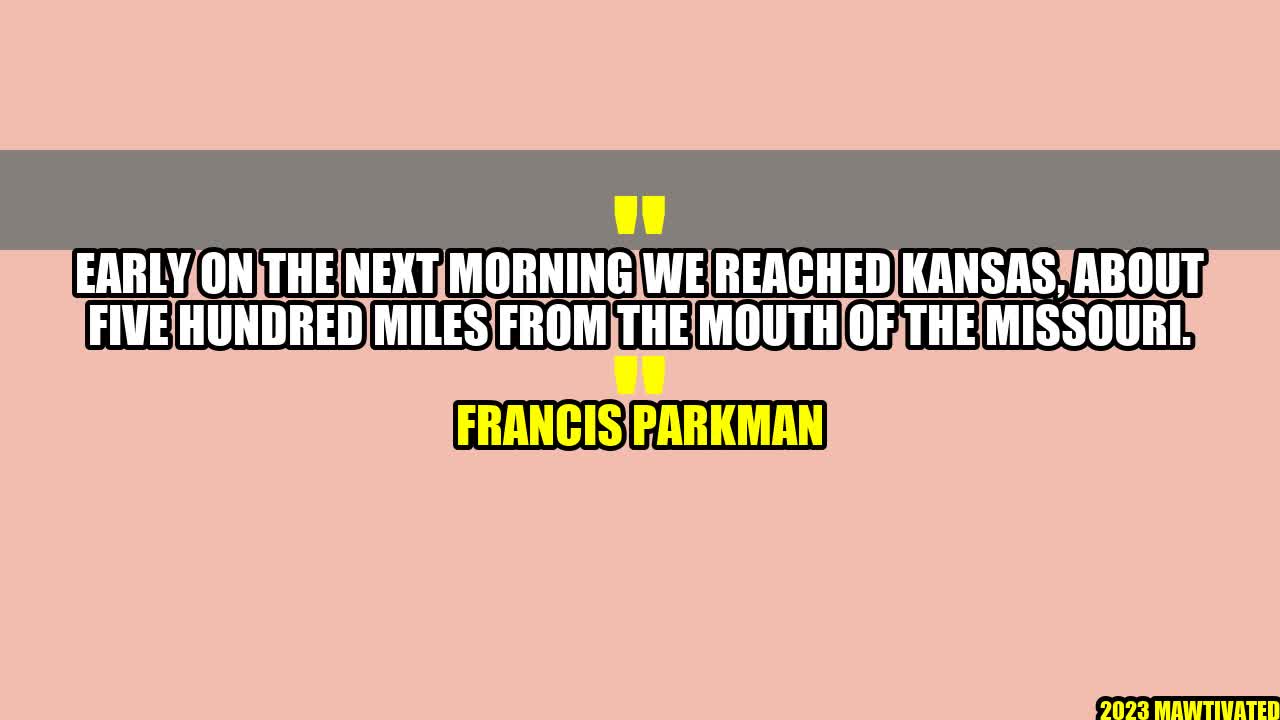 "
EARLY ON THE NEXT MORNING WE REACHED KANSAS, ABOUT
FIVE HUNDRED MILES FROM THE MOUTH OF THE MISSOURI.
"
FRANCIS PARKMAN
2023 MAWTIVATED